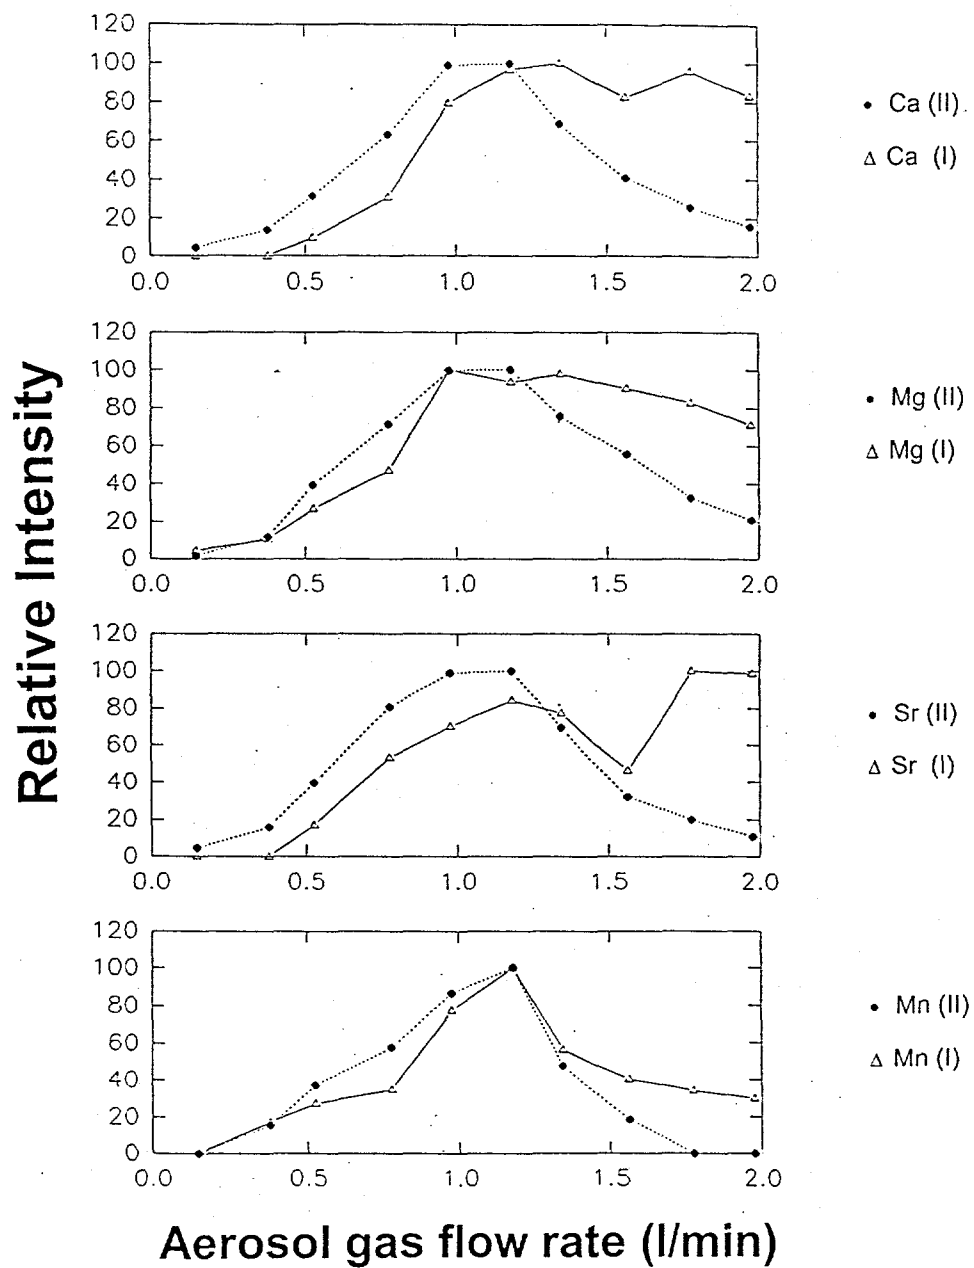 120
100
80
60
40
20
0
0.0 0.5 1.0 1.5 2.0
Ca (II)
Ca (I)
120
100
80
60
40
20
0
0.0 0.5 1.0 1.5 2.0
Mg (II)
Mg (I)
120
100
80
60
40
20
0
0.0 0.5 1.0 1.5 2.0
Sr (II)
Sr (I)
120
100
80
60
40
20
0
0.0 0.5 1.0 1.5 2.0
Mn (II)
Mn (I)
Relative Intensity
Aerosol gas flow rate (l/min)